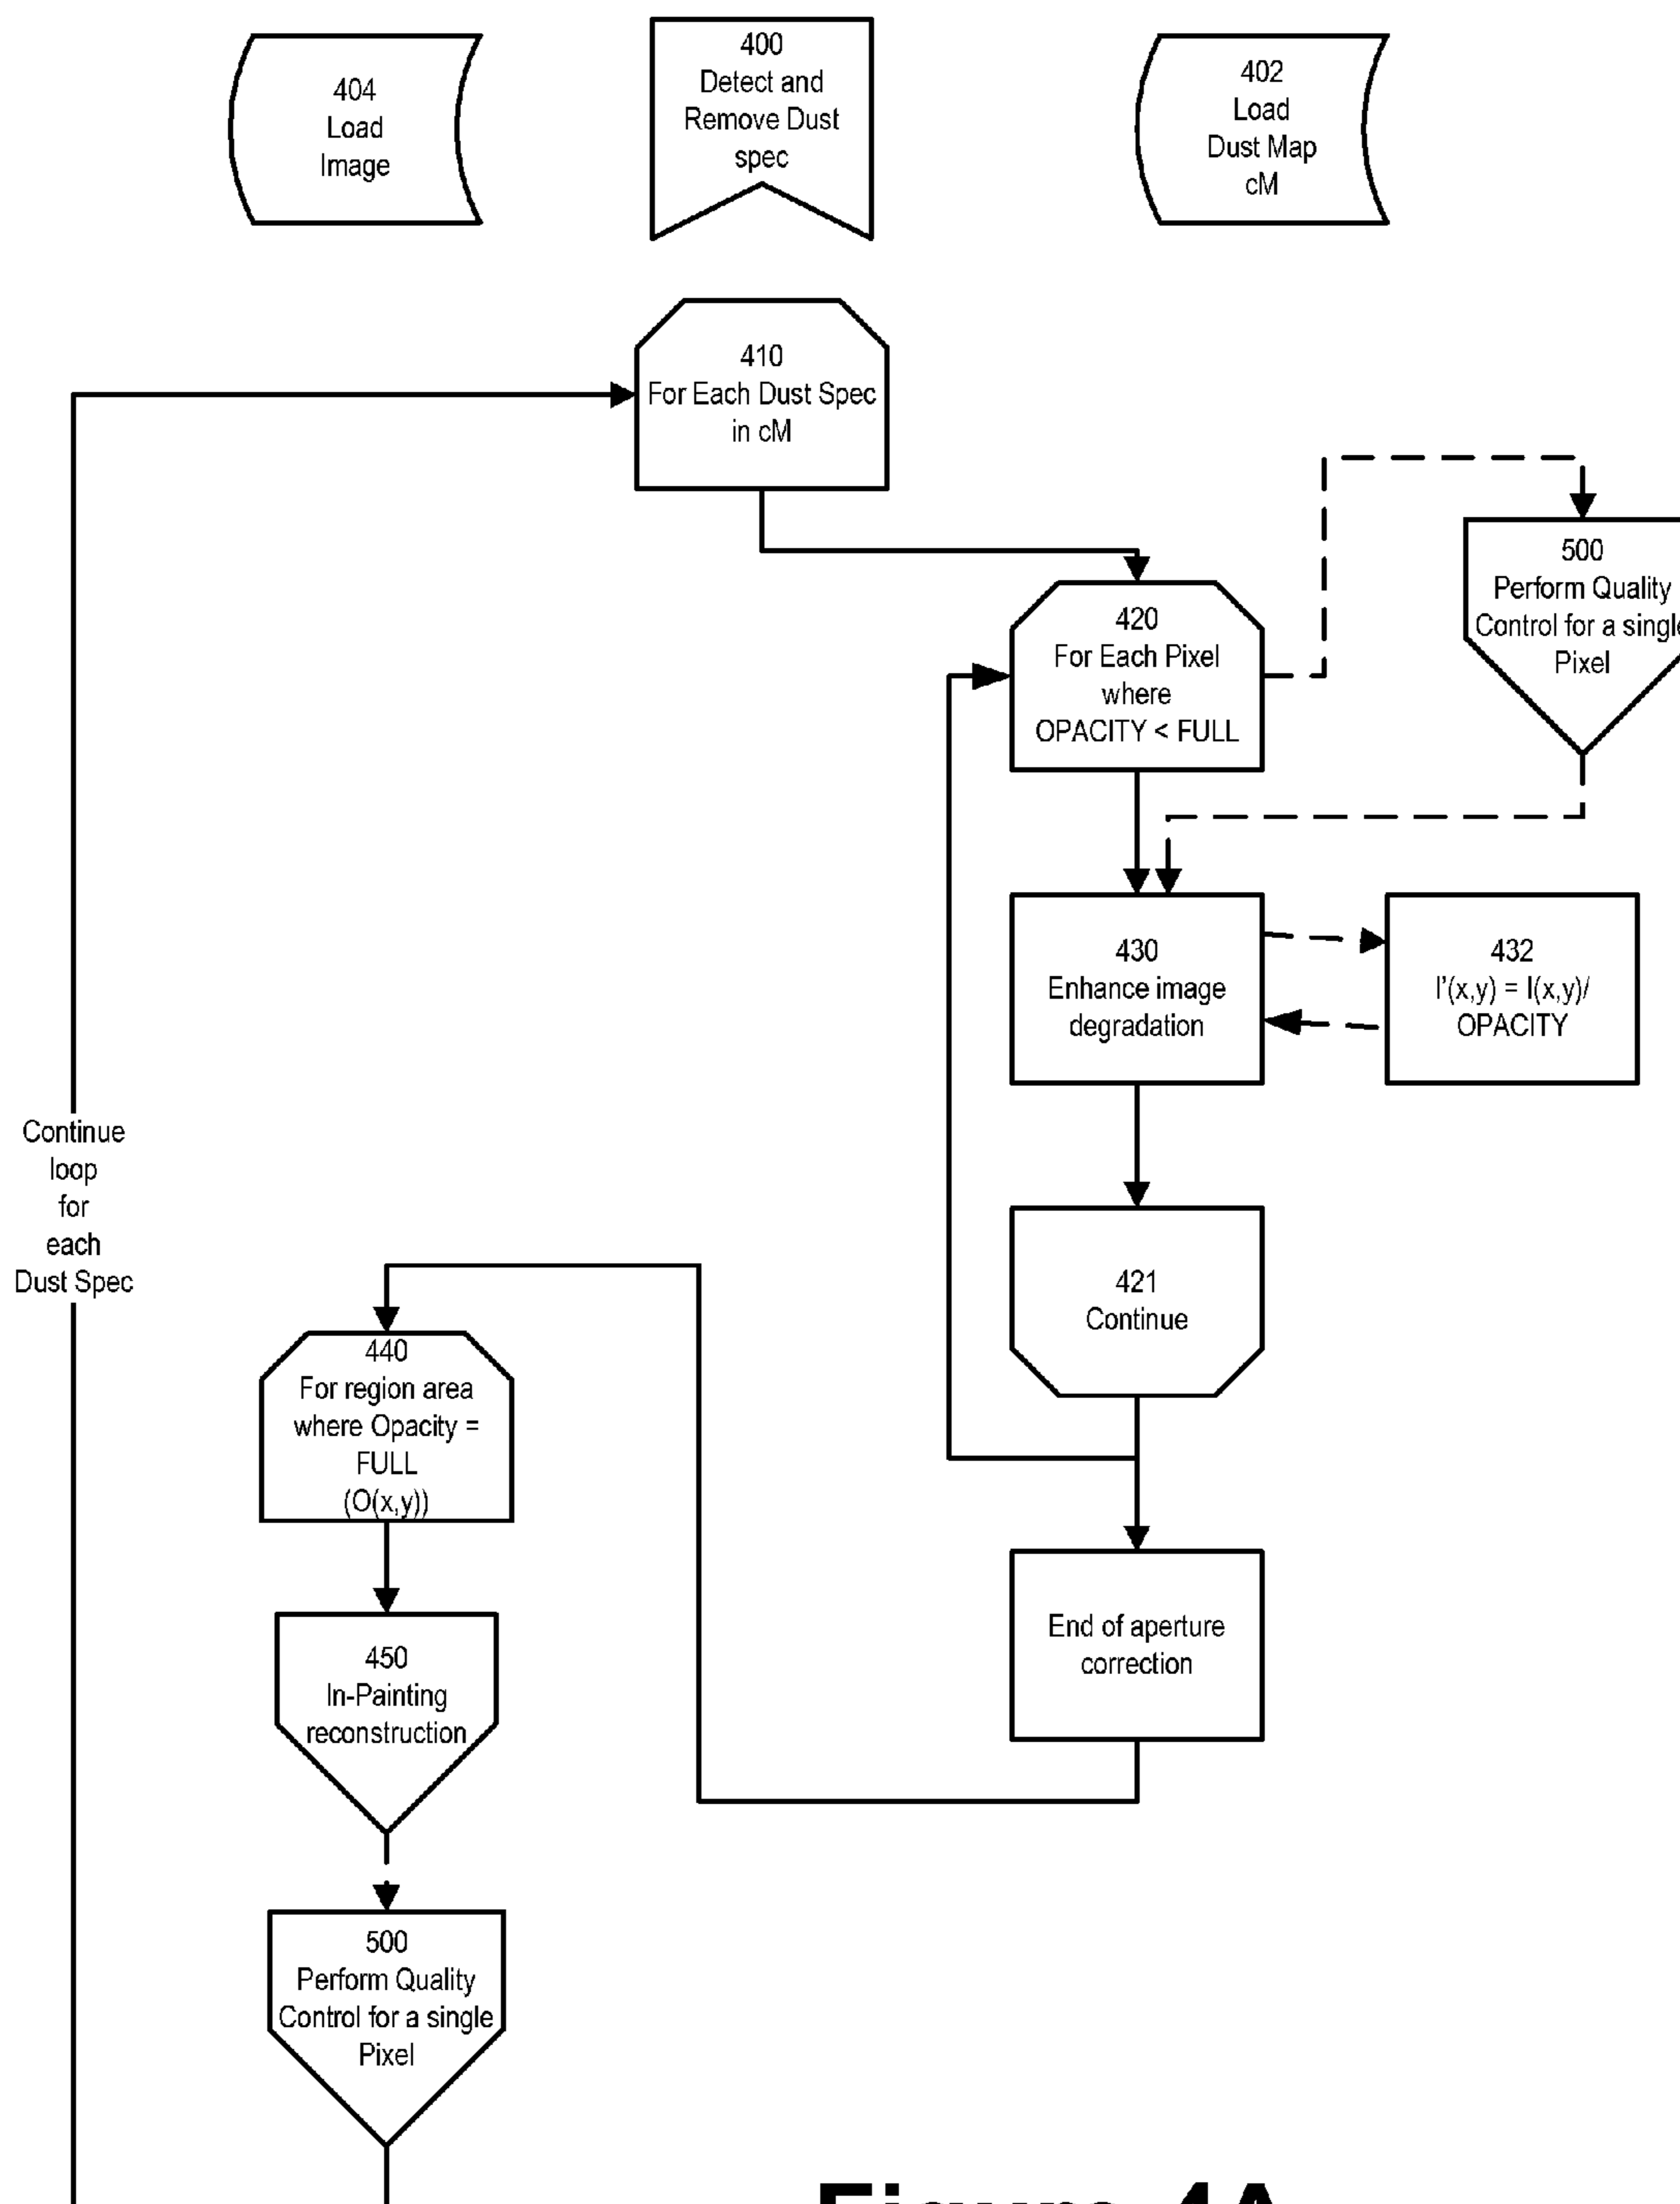 404
Load
Image
400
Detect and
Remove Dust
spec
402
Load
Dust Map
cM
410
For Each Dust Spec
in cM
500
Perform Quality
Control for a single
Pixel
420
For Each Pixel
where
OPACITY < FULL
430
Enhance image
degradation
432
I'(x,y) = I(x,y)/
OPACITY
Continue
loop
for
each
Dust Spec
421
Continue
440
For region area
where Opacity =
FULL
(O(x,y))
End of aperture
correction
450
In-Painting
reconstruction
500
Perform Quality
Control for a single
Pixel
Figure 4A